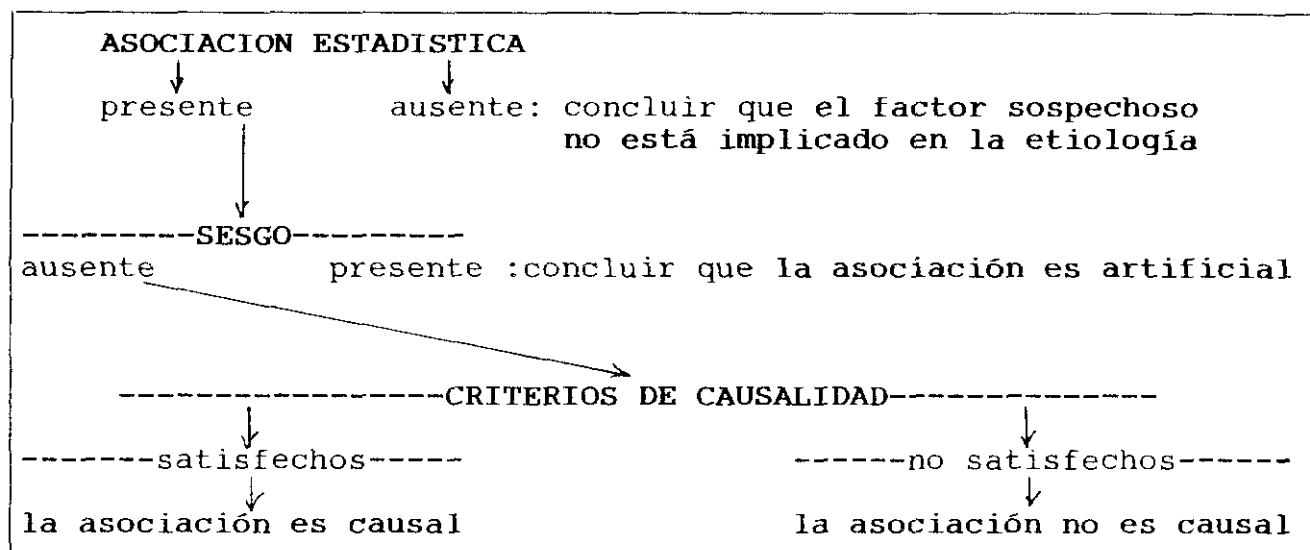 ASOCIACION ESTADISTICA
presente ausente: concluir que el factor sospechoso
no está implicado en la etiología
---------SESGO---------
ausente presente :concluir que la asociación es artificial
-----------------CRITERIOS DE CAUSALIDAD--------------
-------satisfechos----- ------no satisfechos------
la asociación es causal la asociación no es causal